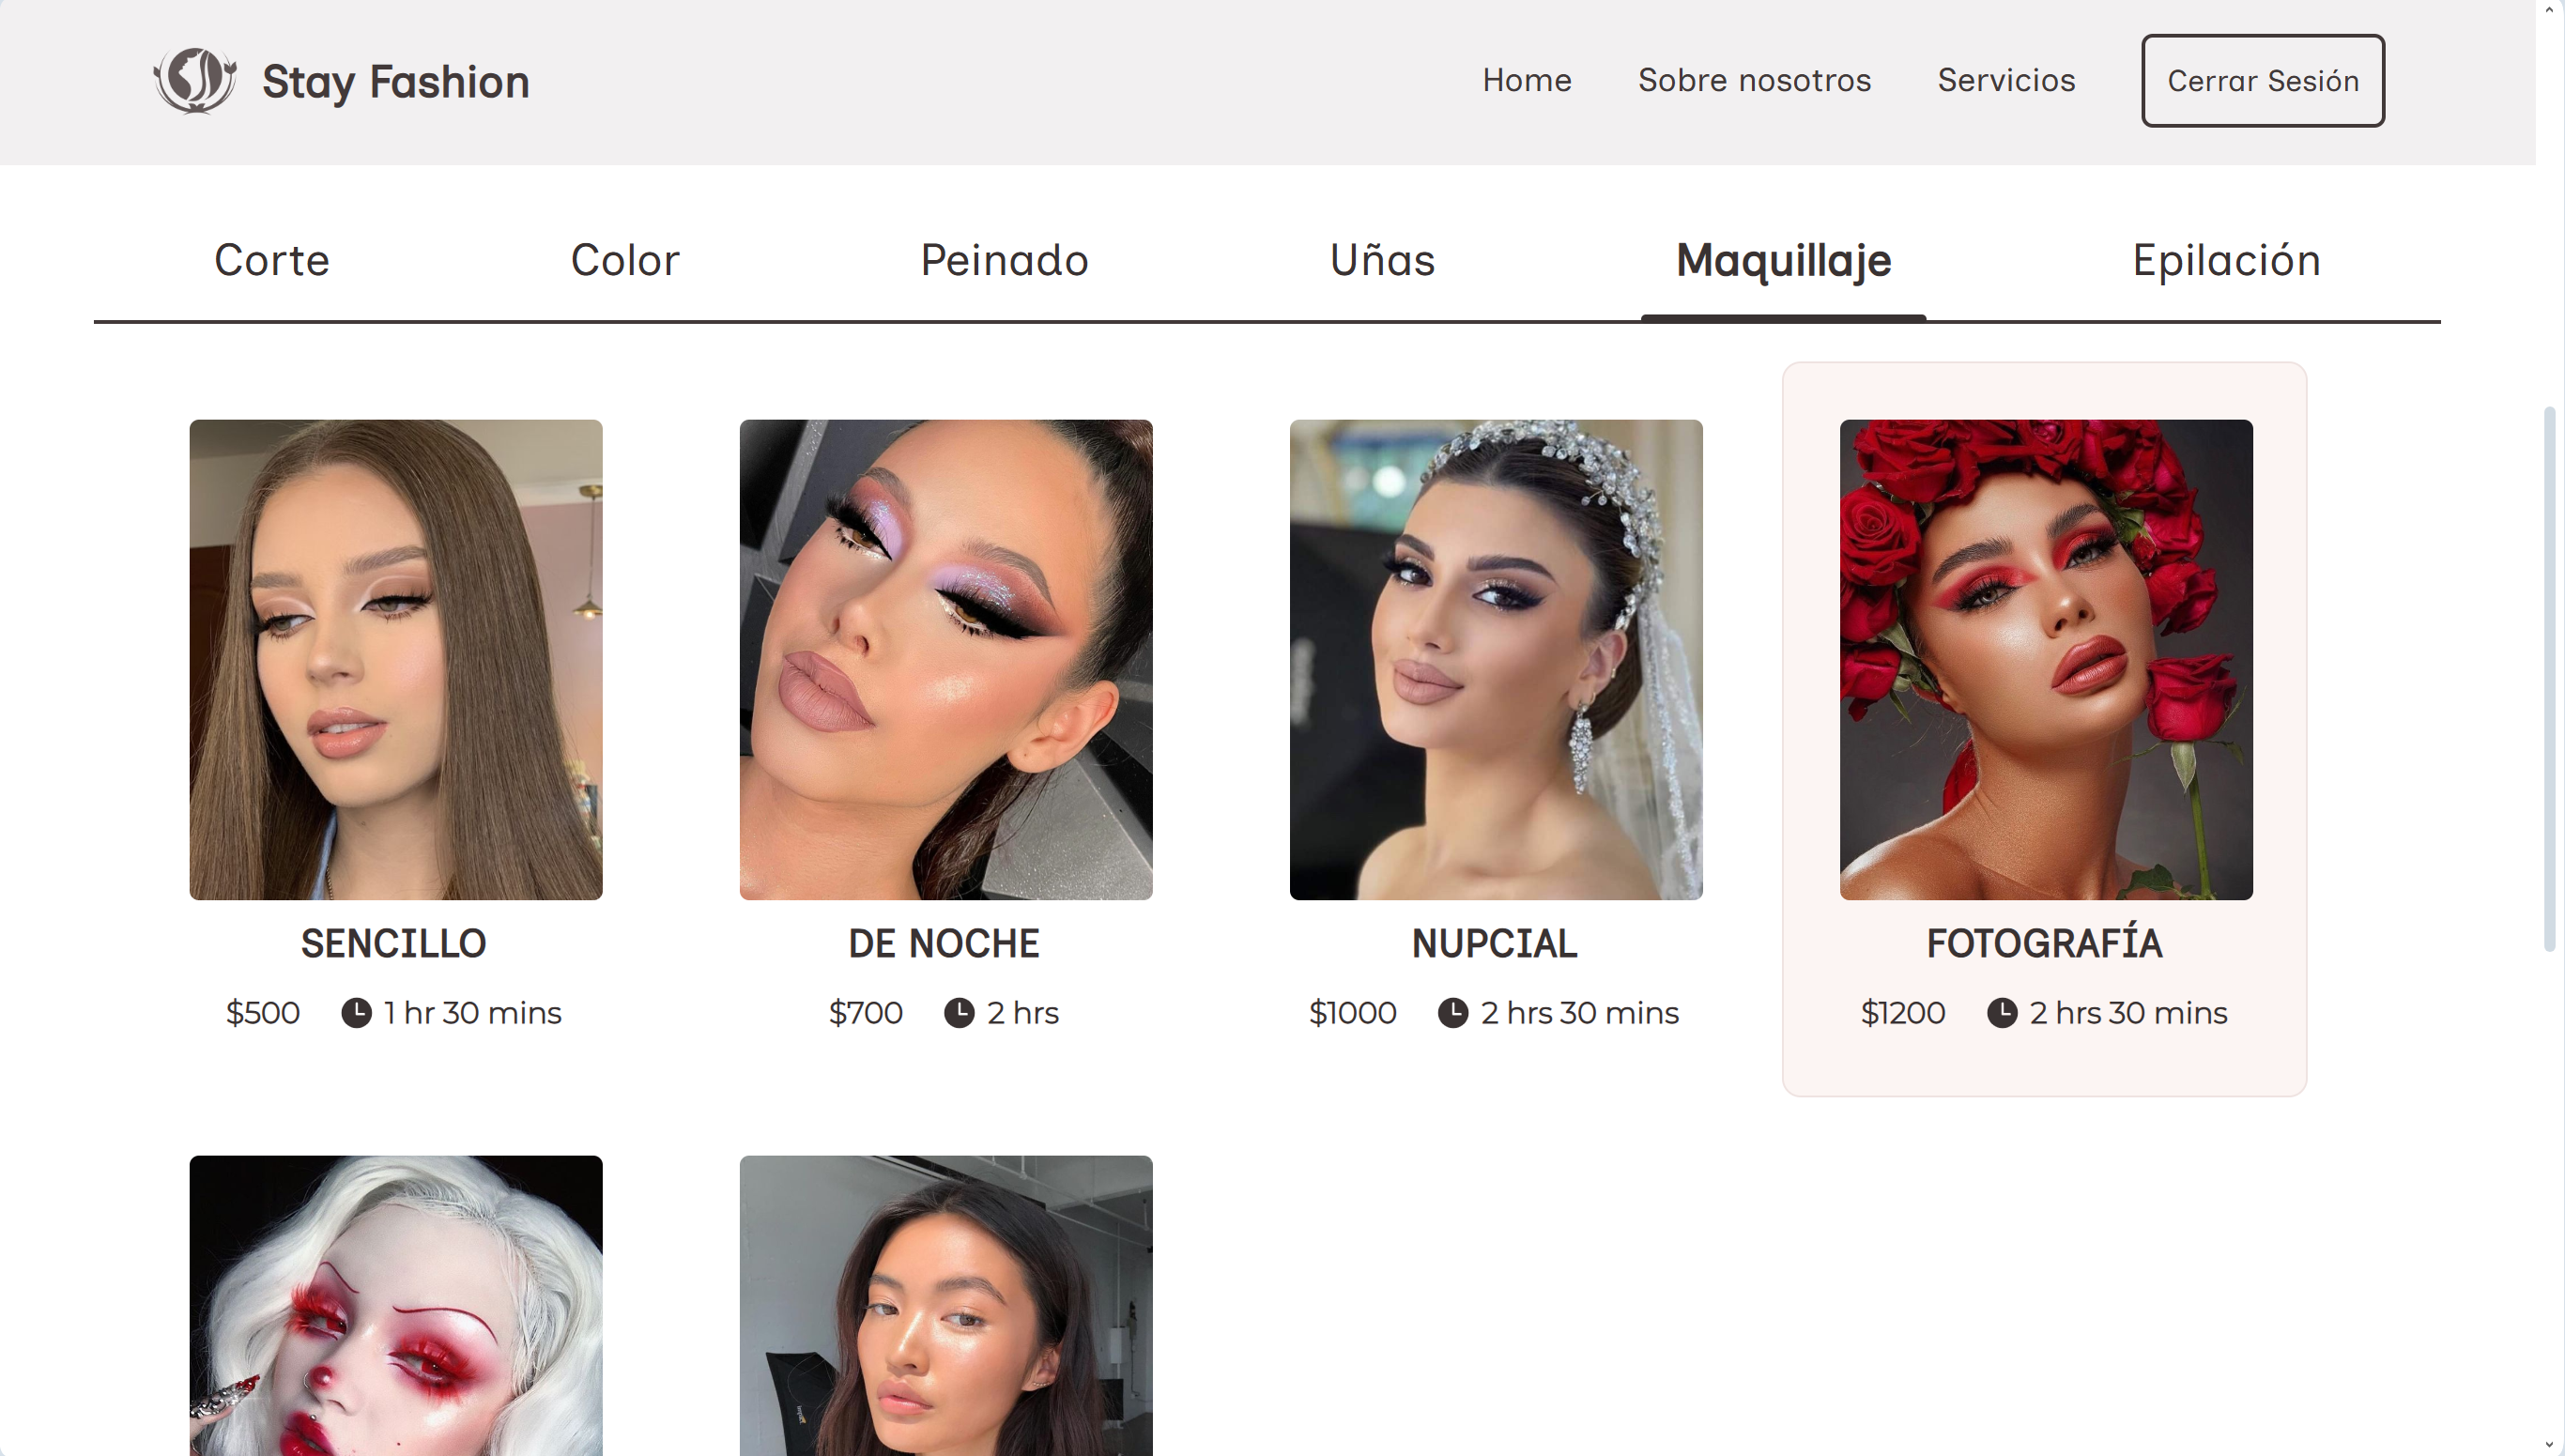 Stay Fashion
Home Sobre nosotros Servicios Cerrar Sesión
Corte Color Peinado Uñas Maquillaje Epilación
SENCILLO DE NOCHE NUPCIAL FOTOGRAFÍA
$500 1 hr 30 mins $700 2 hrs $1000 2 hrs 30 mins $1200 2 hrs 30 mins